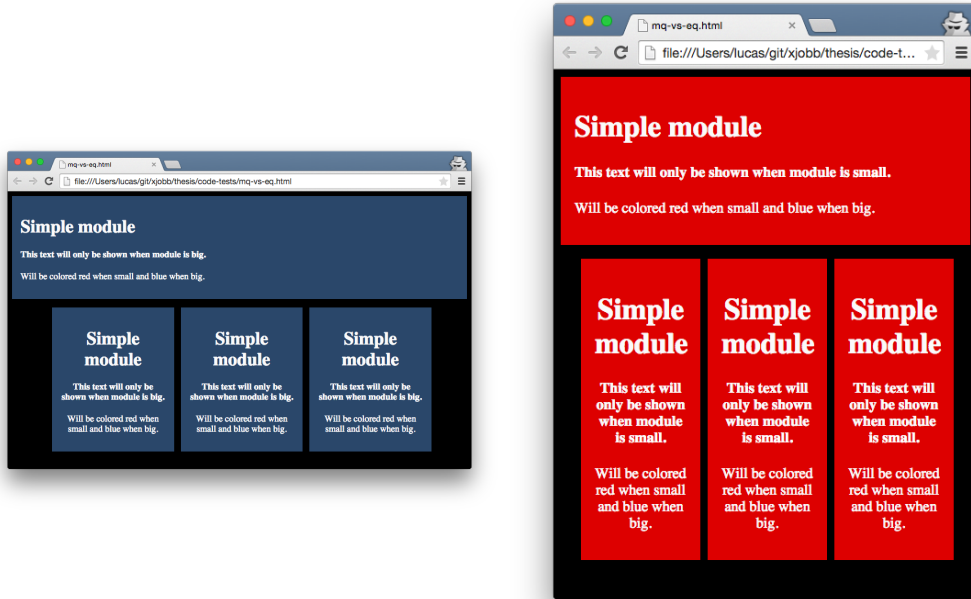 mq-vs-eq.html
file:///Users/lucas/git/xjobb/thesis/code-tests/mq-vs-eq.html
Simple module
This text will only be shown when module is big.
Will be colored red when small and blue when big.
Simple
module
This text will only be
shown when module is big.
Will be colored red when
small and blue when big.
Simple
module
This text will only be
shown when module is big.
Will be colored red when
small and blue when big.
Simple
module
This text will only be
shown when module is big.
Will be colored red when
small and blue when big.
mq-vs-eq.html
file:///Users/lucas/git/xjobb/thesis/code-t...
Simple module
This text will only be shown when module is small.
Will be colored red when small and blue when big.
Simple
module
This text will
only be shown
when module
is small.
Will be colored
red when small
and blue when
big.
Simple
module
This text will
only be shown
when module
is small.
Will be colored
red when small
and blue when
big.
Simple
module
This text will
only be shown
when module
is small.
Will be colored
red when small
and blue when
big.